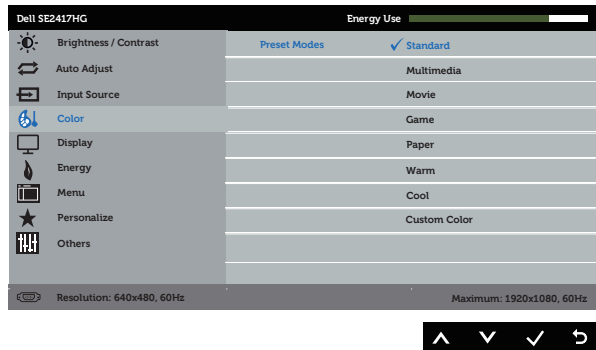 Dell SE2417HG Energy Use
Brightness / Contrast Preset Modes Standard
Auto Adjust Multimedia
Input Source Movie
Color Game
Display Paper
Energy Warm
Menu Cool
Personalize Custom Color
Others
Resolution: 640x480, 60Hz Maximum: 1920x1080, 60Hz